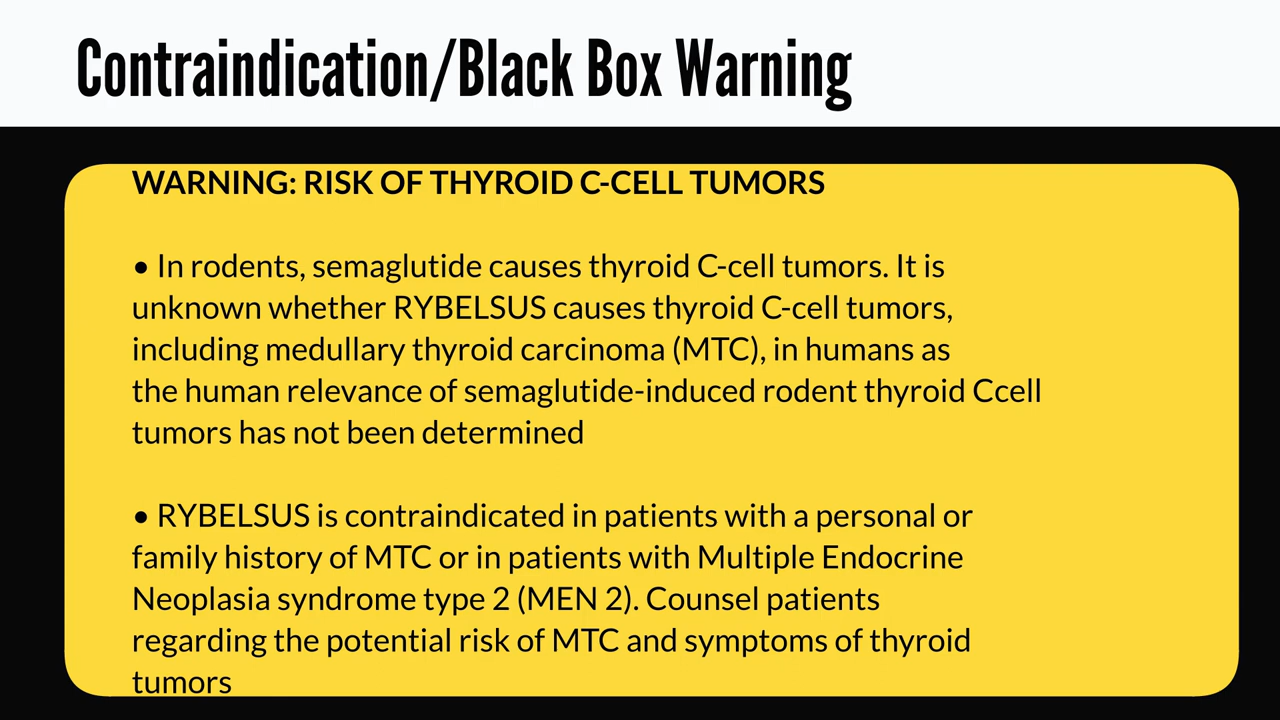 Contraindication/Black Box Warning
WARNING: RISK OF THYROID C-CELL TUMORS
• In rodents, semaglutide causes thyroid C-cell tumors. It is
unknown whether RYBELSUS causes thyroid C-cell tumors,
including medullary thyroid carcinoma (MTC), in humans as
the human relevance of semaglutide-induced rodent thyroid Ccell
tumors has not been determined
• RYBELSUS is contraindicated in patients with a personal or
family history of MTC or in patients with Multiple Endocrine
Neoplasia syndrome type 2 (MEN 2). Counsel patients
regarding the potential risk of MTC and symptoms of thyroid
tumors